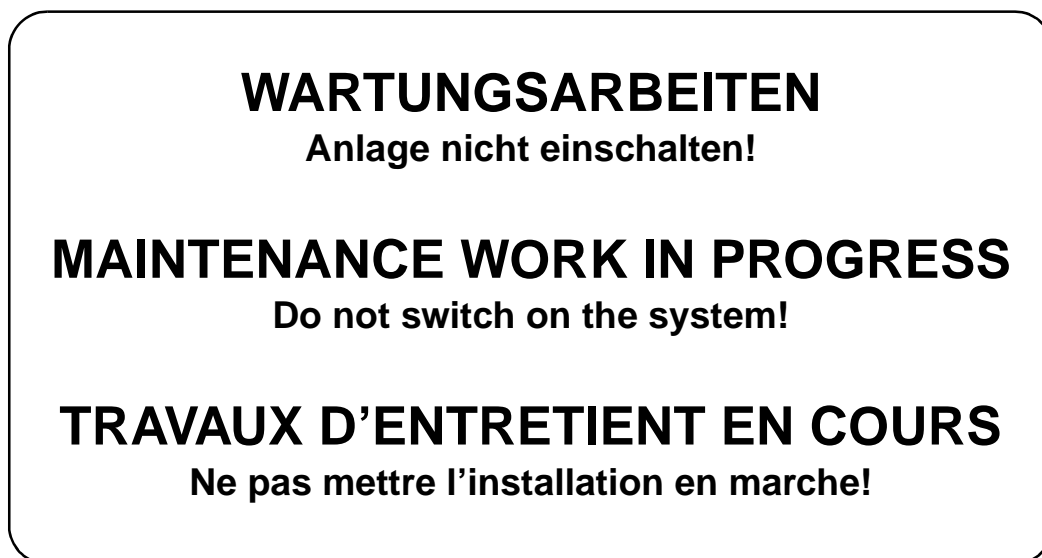 WARTUNGSARBEITEN
Anlage nicht einschalten!
MAINTENANCE WORK IN PROGRESS
Do not switch on the system!
TRAVAUX D’ENTRETIENT EN COURS
Ne pas mettre l’installation en marche!